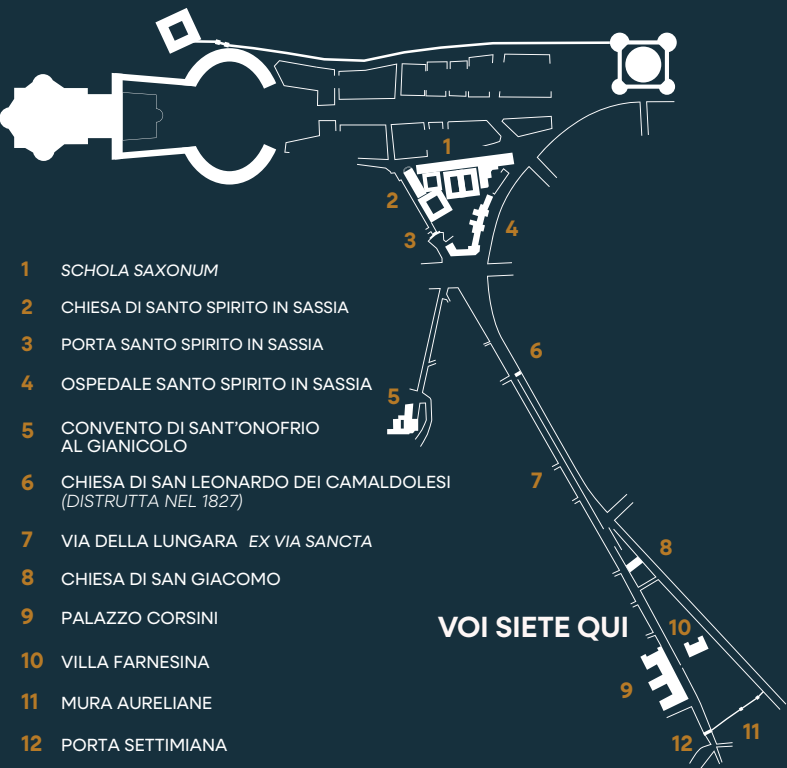 1
2
3
4
1 SCHOLA SAXONUM
2 CHIESA DI SANTO SPIRITO IN SASSIA
3 PORTA SANTO SPIRITO IN SASSIA
4 OSPEDALE SANTO SPIRITO IN SASSIA
5 CONVENTO DI SANT'ONOFRIO
AL GIANICOLO
6 CHIESA DI SAN LEONARDO DEI CAMALDOLESI
(DISTRUTTA NEL 1827)
7 VIA DELLA LUNGARA EX VIA SANCTA
8 CHIESA DI SAN GIACOMO
9 PALAZZO CORSINI
10 VILLA FARNESINA
11 MURA AURELIANE
12 PORTA SETTIMIANA
6
5
7
8
VOI SIETE QUI
10
9
11
12